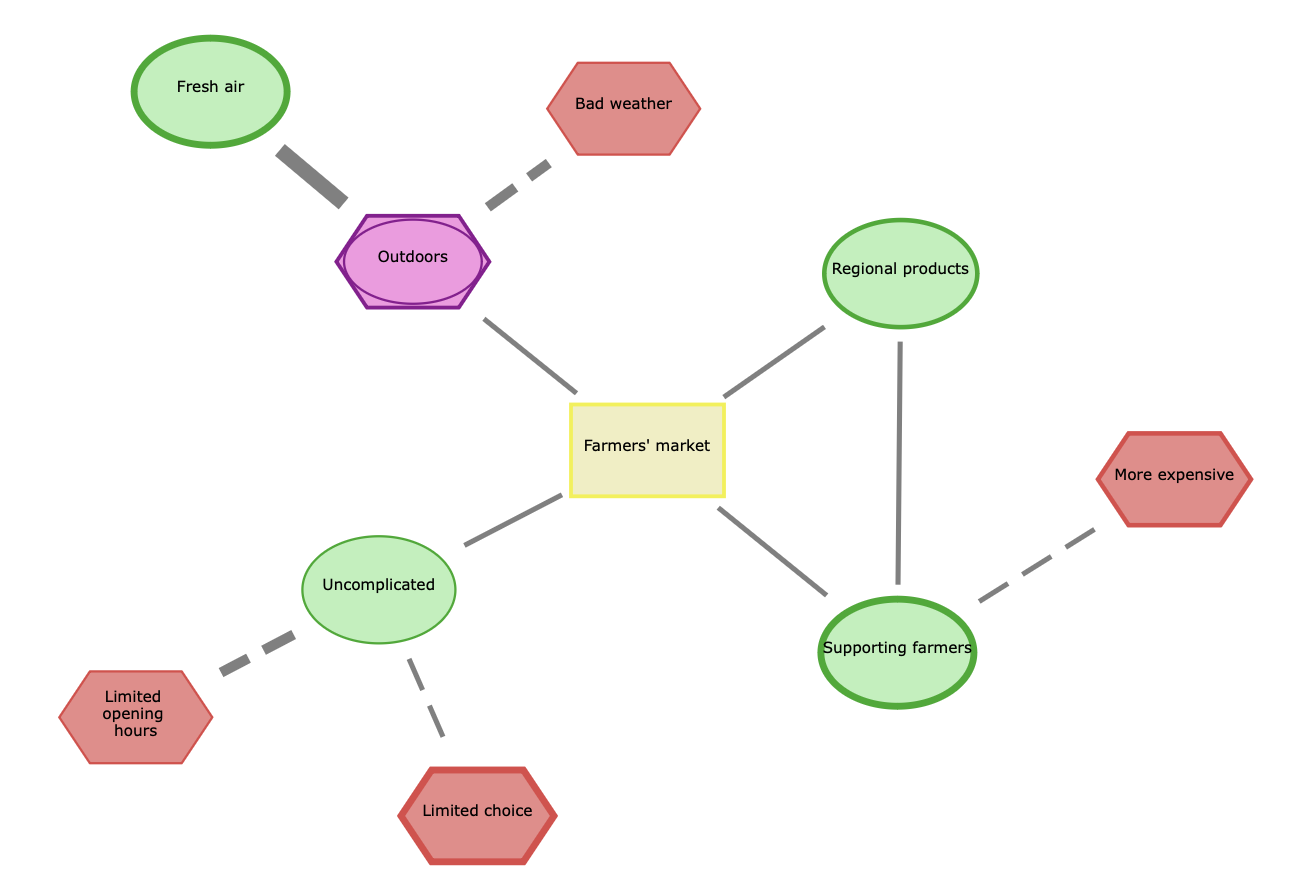 Fresh air
Bad weather
Outdoors
Regional products
Farmers' market
More expensive
Uncomplicated
Supporting farmers
Limited
opening
hours
Limited choice